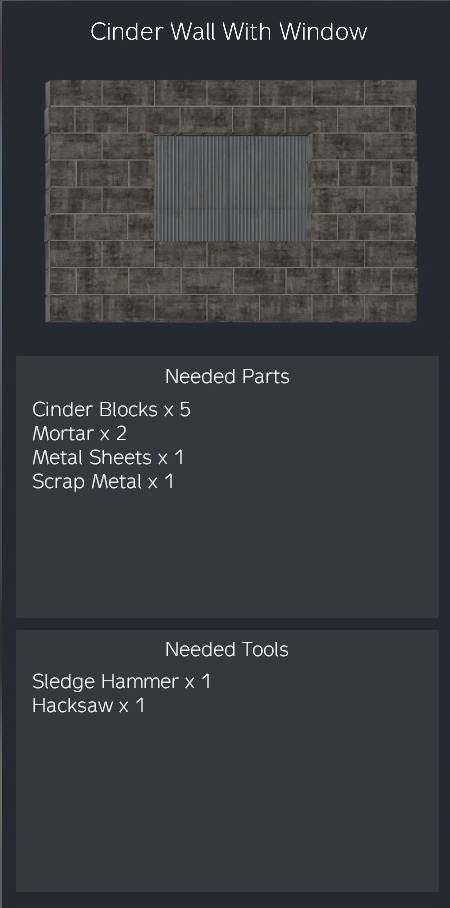 Cinder Wall With Window
Needed Parts
Cinder Blocks x 5
Mortar x 2
Metal Sheets x 1
Scrap Metal x 1
Needed Tools
Sledge Hammer x 1
Hacksaw x 1